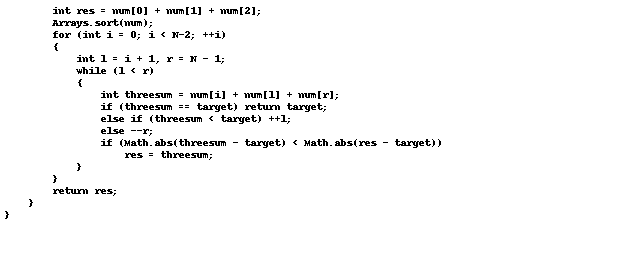 int res = num[0] + num[1] + num[2];
Arrays.sort(num);
for (int i = 0; i < N-2; ++i)
{
int l = i + 1, r = N - 1;
while (l < r)
{
int threesum = num[i] + num[l] + num[r];
if (threesum == target) return target;
else if (threesum < target) ++l;
else --r;
if (Math.abs(threesum - target) < Math.abs(res - target))
res = threesum;
}
}
return res;
}
}